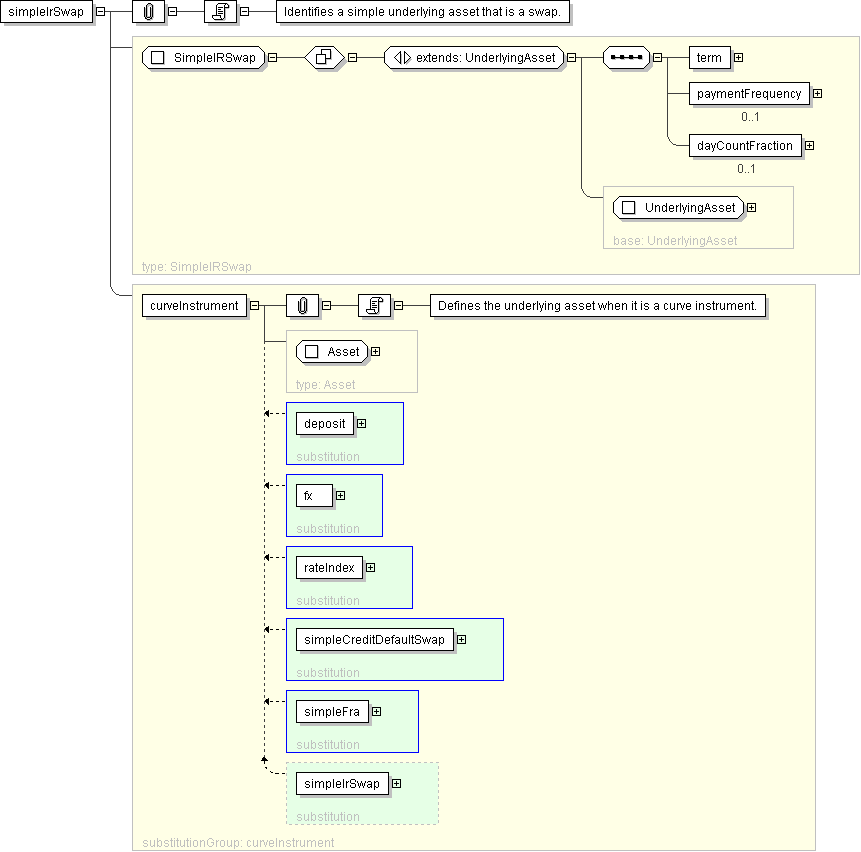 simpleIrSwap
Identifies a simple underlying asset that is a swap.
SimpleIRSwap
extends: UnderlyingAsset
term
paymentFrequency
0..1
dayCountFraction
0..1
UnderlyingAsset
base: UnderlyingAsset
type: SimpleIRSwap
curveInstrument
Defines the underlying asset when it is a curve instrument.
Asset
type: Asset
deposit
substitution
fx
substitution
rateIndex
substitution
simpleCreditDefaultSwap
substitution
simpleFra
substitution
simpleIrSwap
substitution
substitutionGroup: curveInstrument